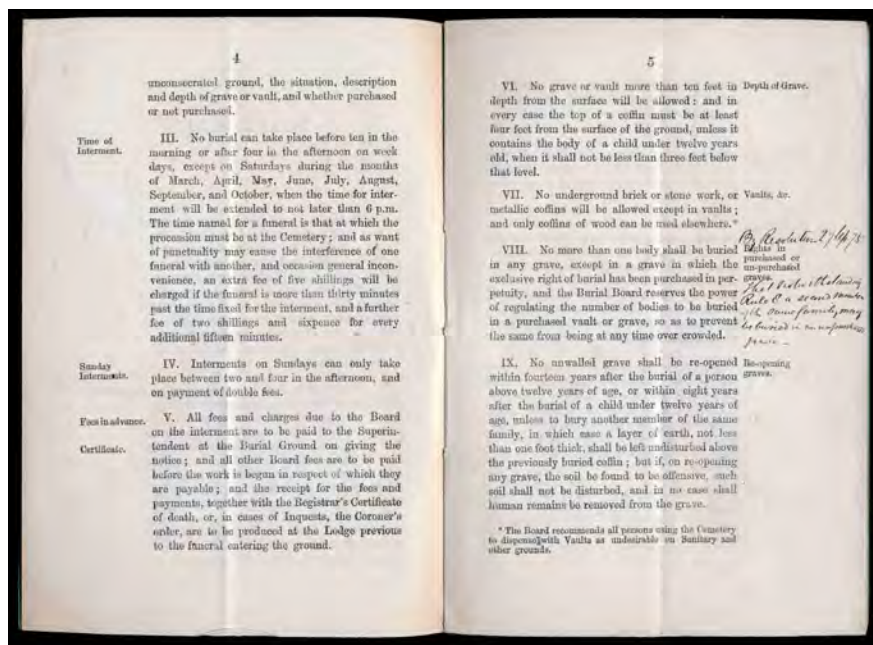 4
unconsecrated ground, the situation, description
and depth of grave or vault, and whether purchased
or not purchased.
Time of
Interment.
III. No burial can take place before ten in the
morning or after four in the afternoon on week
days, except on Saturdays during the months
of March, April, May, June, July, August,
September, and October, when the time for inter-
ment will be extended to not later than 6 p.m.
The time named for a funeral is that at which the
procession must be at the Cemetery; and as want
of punctuality may cause the interference of one
funeral with another, and occasion general incon-
venience, an extra fee of five shillings will be
charged if the funeral is more than thirty minutes
past the time fixed for the interment, and a further
fee of two shillings and sixpence for every
additional fifteen minutes.
Sunday
Interments.
IV. Interments on Sundays can only take
place between two and four in the afternoon, and
on payment of double fees.
Fees in advance.
Certificate.
V. All fees and charges due to the Board
on the interment are to be paid to the Superin-
tendent at the Burial Ground on giving the
notice; and all other Board fees are to be paid
before the work is begun in respect of which they
are payable; and the receipt for the fees and
payments, together with the Registrar's Certificate
of death, or, in cases of Inquests, the Coroner's
order, are to be produced at the Lodge previous
to the funeral entering the ground.
5
VI. No grave or vault more than ten feet in
depth from the surface will be allowed: and in
every case the top of a coffin must be at least
four feet from the surface of the ground, unless it
contains the body of a child under twelve years
old, when it shall not be less than three feet below
that level.
Depth of Grave.
VII. No underground brick or stone work, or
metallic coffins will be allowed except in vaults;
and only coffins of wood can be used elsewhere.*
Vaults, &c.
VIII. No more than one body shall be buried
in any grave, except in a grave in which the
exclusive right of burial has been purchased in per-
petuity, and the Burial Board reserves the power
of regulating the number of bodies to be buried
in a purchased vault or grave, so as to prevent
the same from being at any time over crowded.
By Resolution 27
in
purchased or
un-purchased
graves.
That notwithstanding
Rule 8 a second member
same family may
be buried in an unpurchased
grave
IX. No unwalled grave shall be re-opened
within fourteen years after the burial of a person
above twelve years of age, or within eight years
after the burial of a child under twelve years of
age, unless to bury another member of the same
family, in which case a layer of earth, not less
than one foot thick, shall be left undisturbed above
the previously buried coffin; but if, on re-opening
any grave, the soil be found to be offensive, such
soil shall not be disturbed, and in no case shall
human remains be removed from the grave.
Re-opening
graves.
* The Board recommends all persons using the Cemetery
to dispense with Vaults as undesirable on Sanitary and
other grounds.